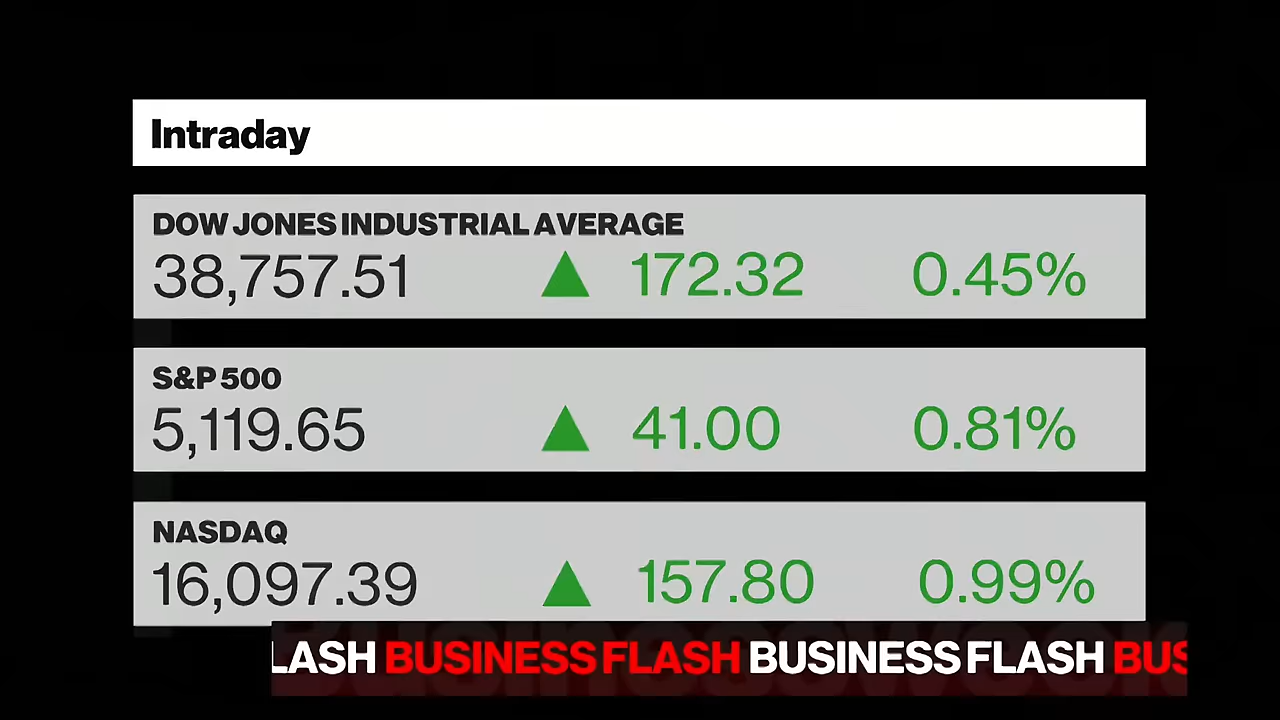 Intraday
DOW JONES INDUSTRIAL AVERAGE
38,757.51 ▲ 172.32 0.45%
S&P 500
5,119.65 ▲ 41.00 0.81%
NASDAQ
16,097.39 ▲ 157.80 0.99%
LASH BUSINESS FLASH BUSINESS FLASH BUS
Businessweek